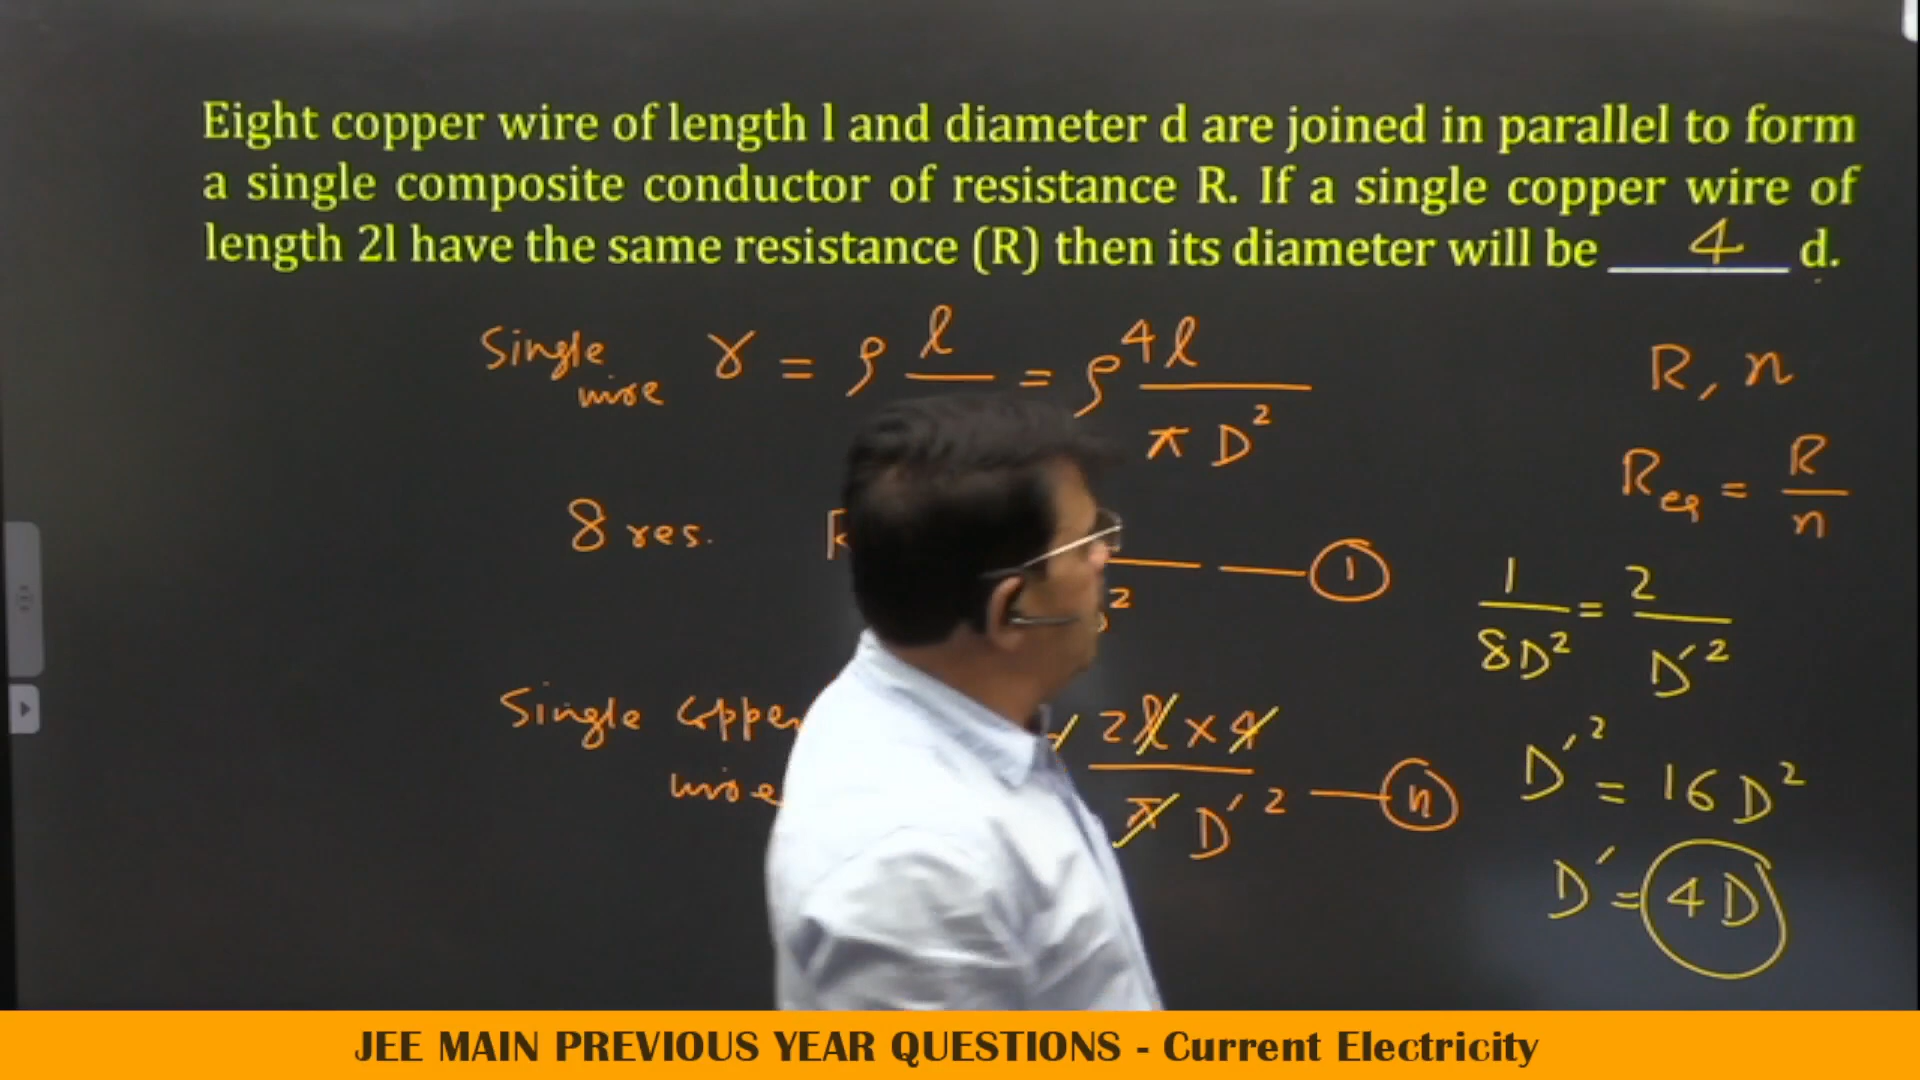 Eight copper wire of length l and diameter d are joined in parallel to form
a single composite conductor of resistance R. If a single copper wire of
length 2l have the same resistance (R) then its diameter will be 4 d.
Single wire r = ρ l = ρ 4l / π D²
R, n
R_eq = R / n
8 res. R ² — — ①
1 / 8D² = 2 / D'²
Single copper wire 2l × 4 / π D'² —
D'² = 16 D²
D' = 4 D
JEE MAIN PREVIOUS YEAR QUESTIONS - Current Electricity